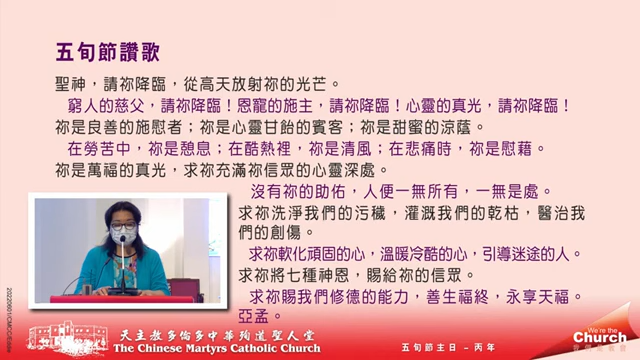 五旬節讚歌
聖神，請祢降臨，從高天放射祢的光芒。
窮人的慈父，請祢降臨！恩寵的施主，請祢降臨！心靈的真光，請祢降臨！
祢是良善的施慰者；祢是心靈甘飴的賓客；祢是甜蜜的涼蔭。
在勞苦中，祢是憩息；在酷熱裡，祢是清風；在悲痛時，祢是慰藉。
祢是萬福的真光，求祢充滿祢信眾的心靈深處。
沒有祢的助佑，人便一無所有，一無是處。
求祢洗淨我們的污穢，灌溉我們的乾枯，醫治我
們的創傷。
求祢軟化頑固的心，溫暖冷酷的心，引導迷途的人。
求祢將七種神恩，賜給祢的信眾。
求祢賜我們修德的能力，善生福終，永享天福。
亞孟。
天主教多倫多中華殉道聖人堂
The Chinese Martyrs Catholic Church
五旬節主日 - 丙年
We're the
Church